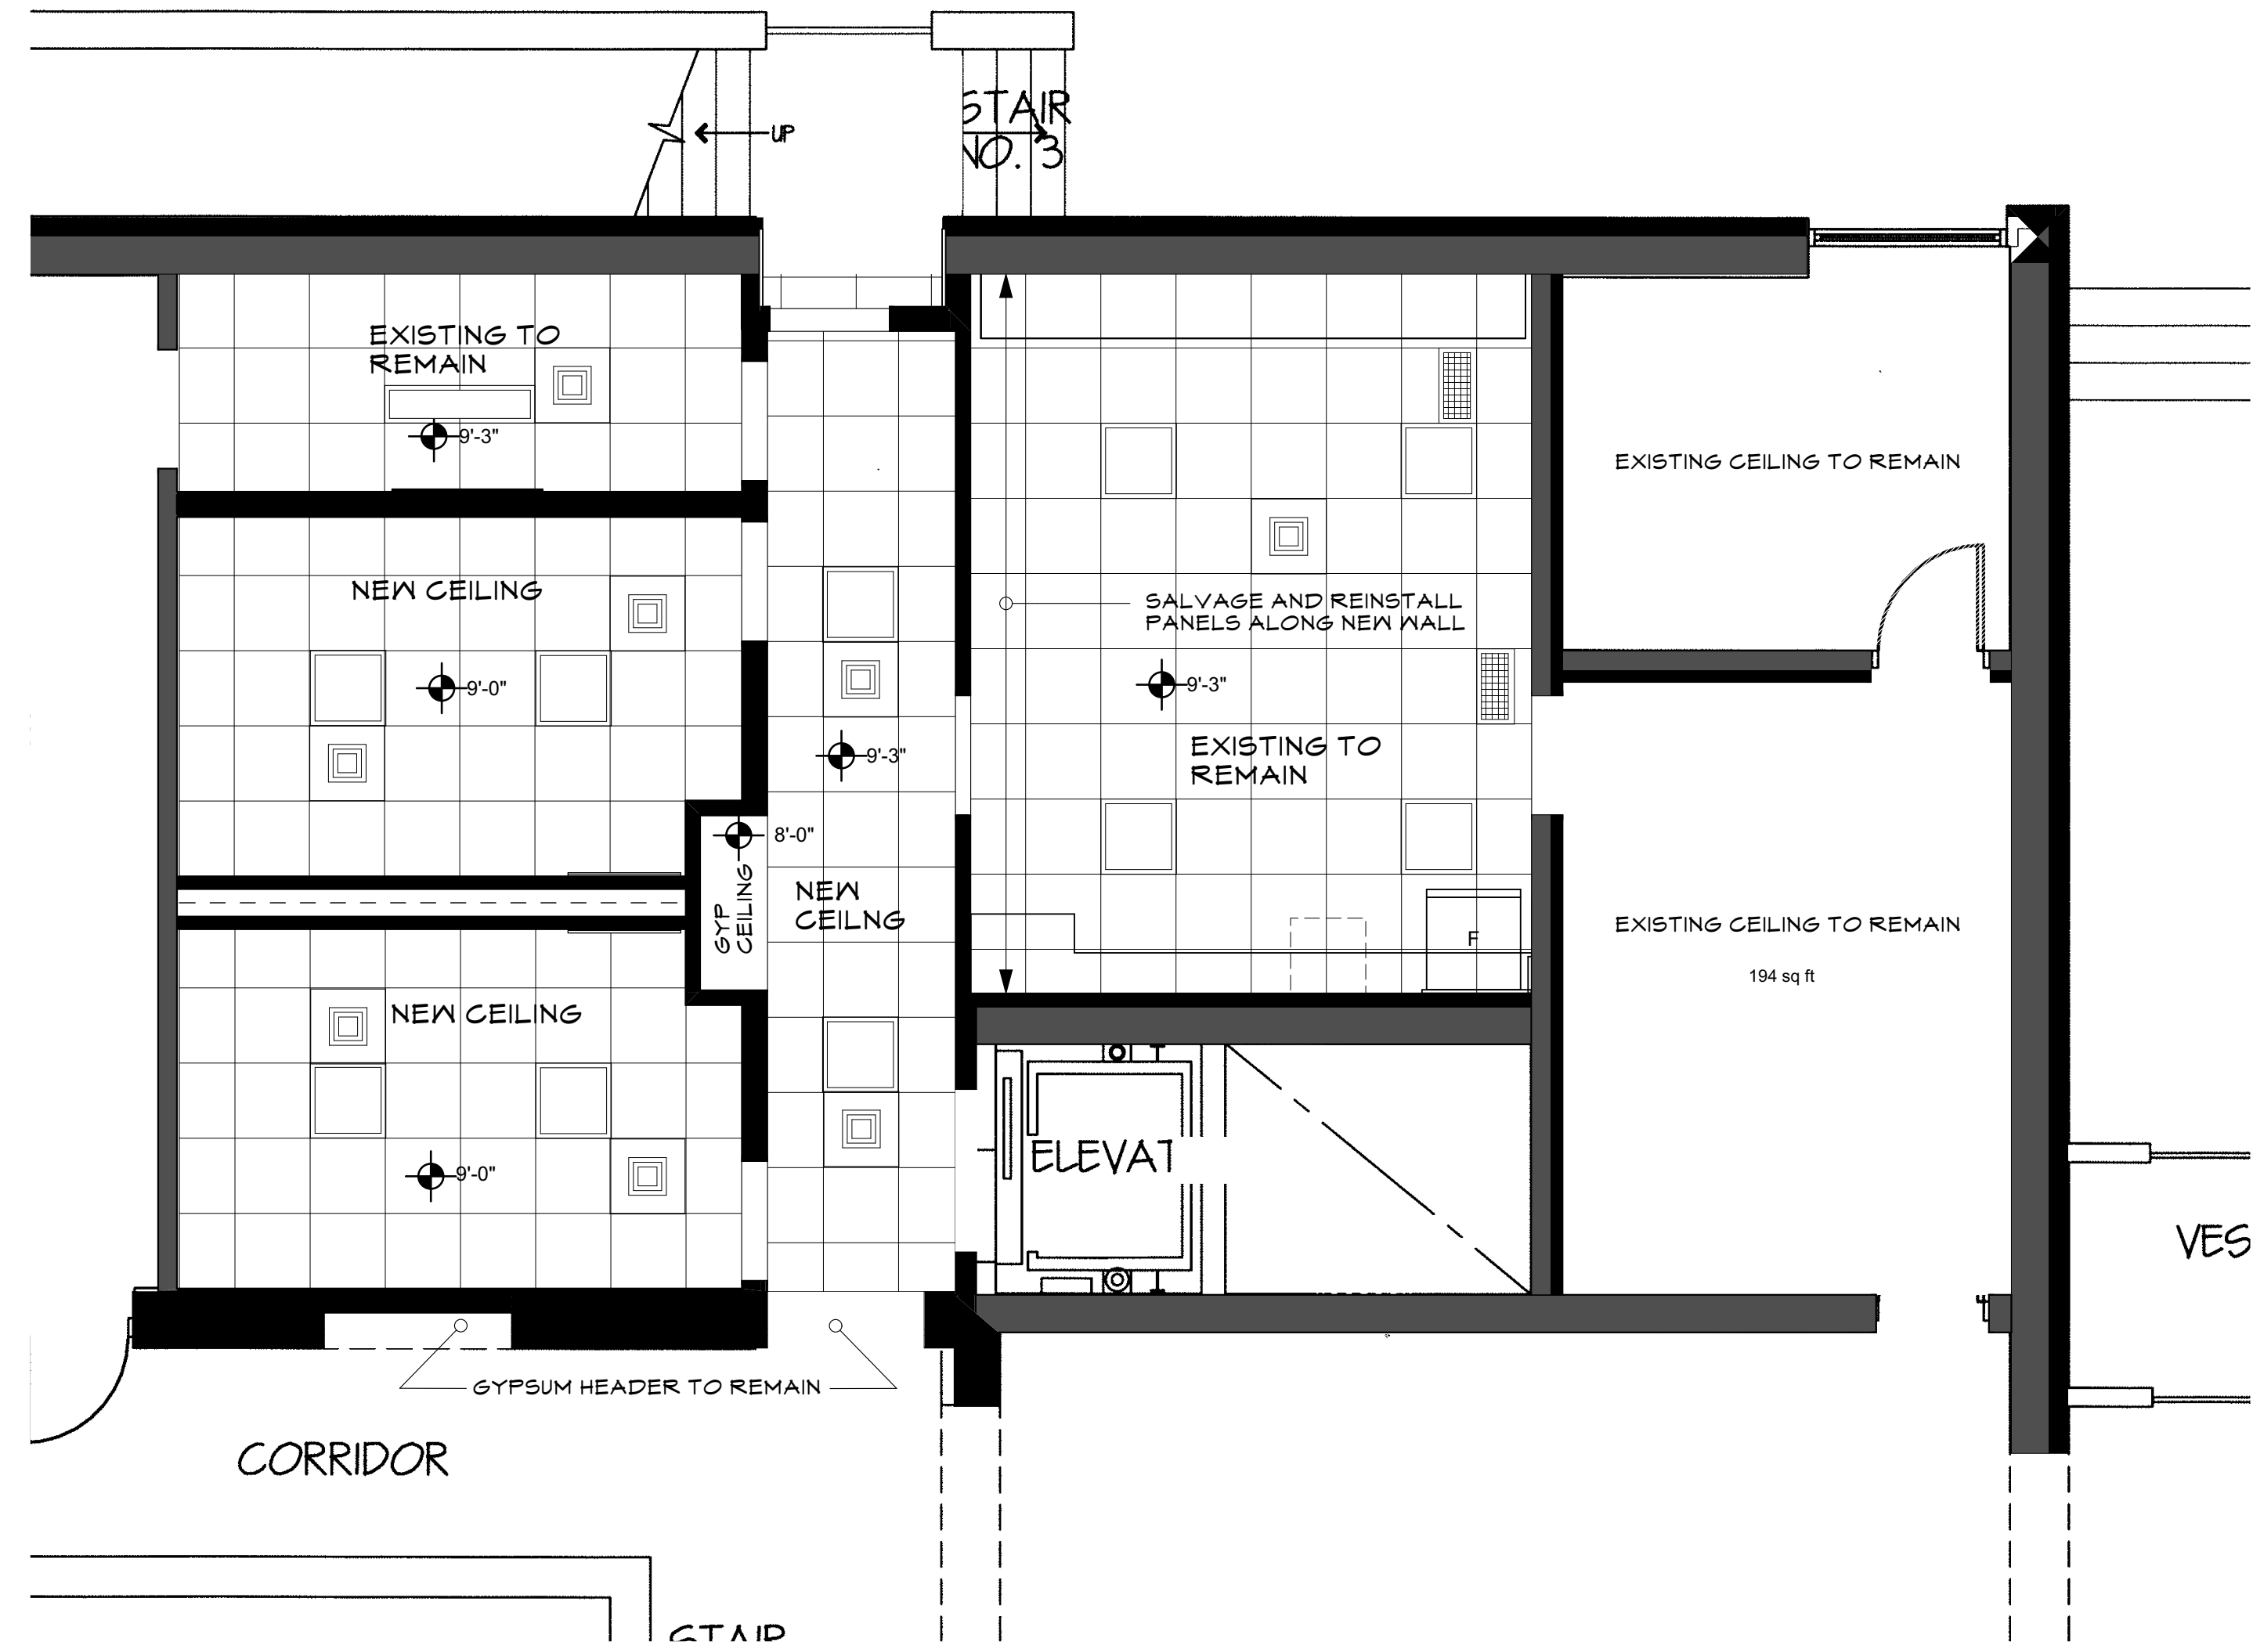 STAIR
NO. 3
UP
EXISTING TO
REMAIN
9'-3"
EXISTING CEILING TO REMAIN
NEW CEILING
9'-0"
SALVAGE AND REINSTALL
PANELS ALONG NEW WALL
9'-3"
9'-3"
EXISTING TO
REMAIN
8'-0"
GYP
CEILING
NEW
CEILNG
EXISTING CEILING TO REMAIN
F
194 sq ft
NEW CEILING
ELEVAT
9'-0"
VES
GYPSUM HEADER TO REMAIN
CORRIDOR
STAIR